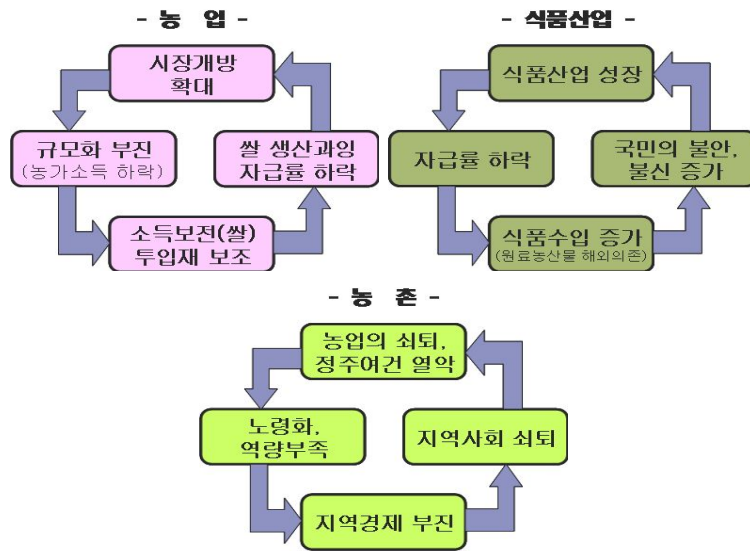 - 농 업 -
시장개방
확대
규모화 부진
(농가소득 하락)
쌀 생산과잉
자급률 하락
소득보전(쌀)
투입재 보조
- 식품산업 -
식품산업 성장
자급률 하락
국민의 불안,
불신 증가
식품수입 증가
(원료농산물 해외의존)
- 농 촌 -
농업의 쇠퇴,
정주여건 열악
노령화,
역량부족
지역사회 쇠퇴
지역경제 부진